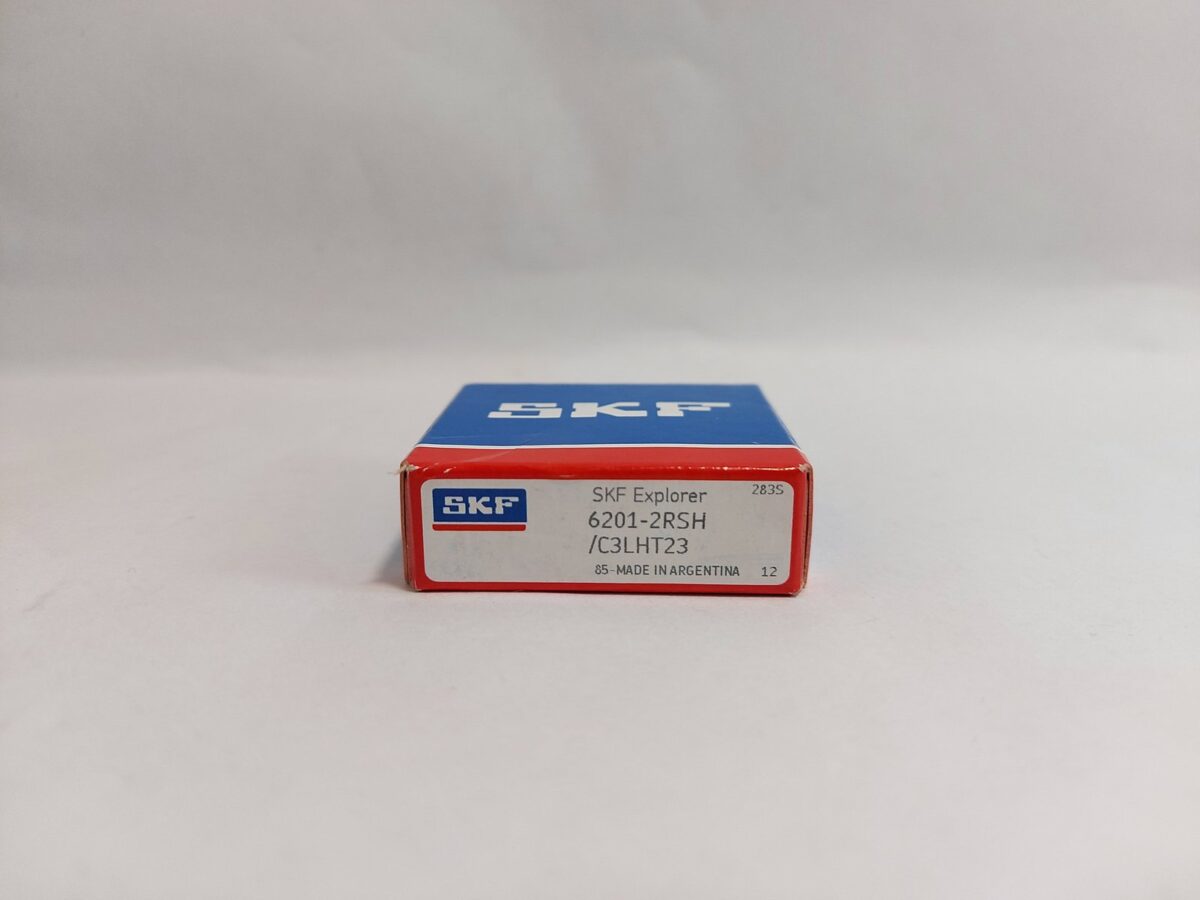 SKF
SKF
SKF Explorer
283S
6201-2RSH
/C3LHT23
85-MADE IN ARGENTINA 12